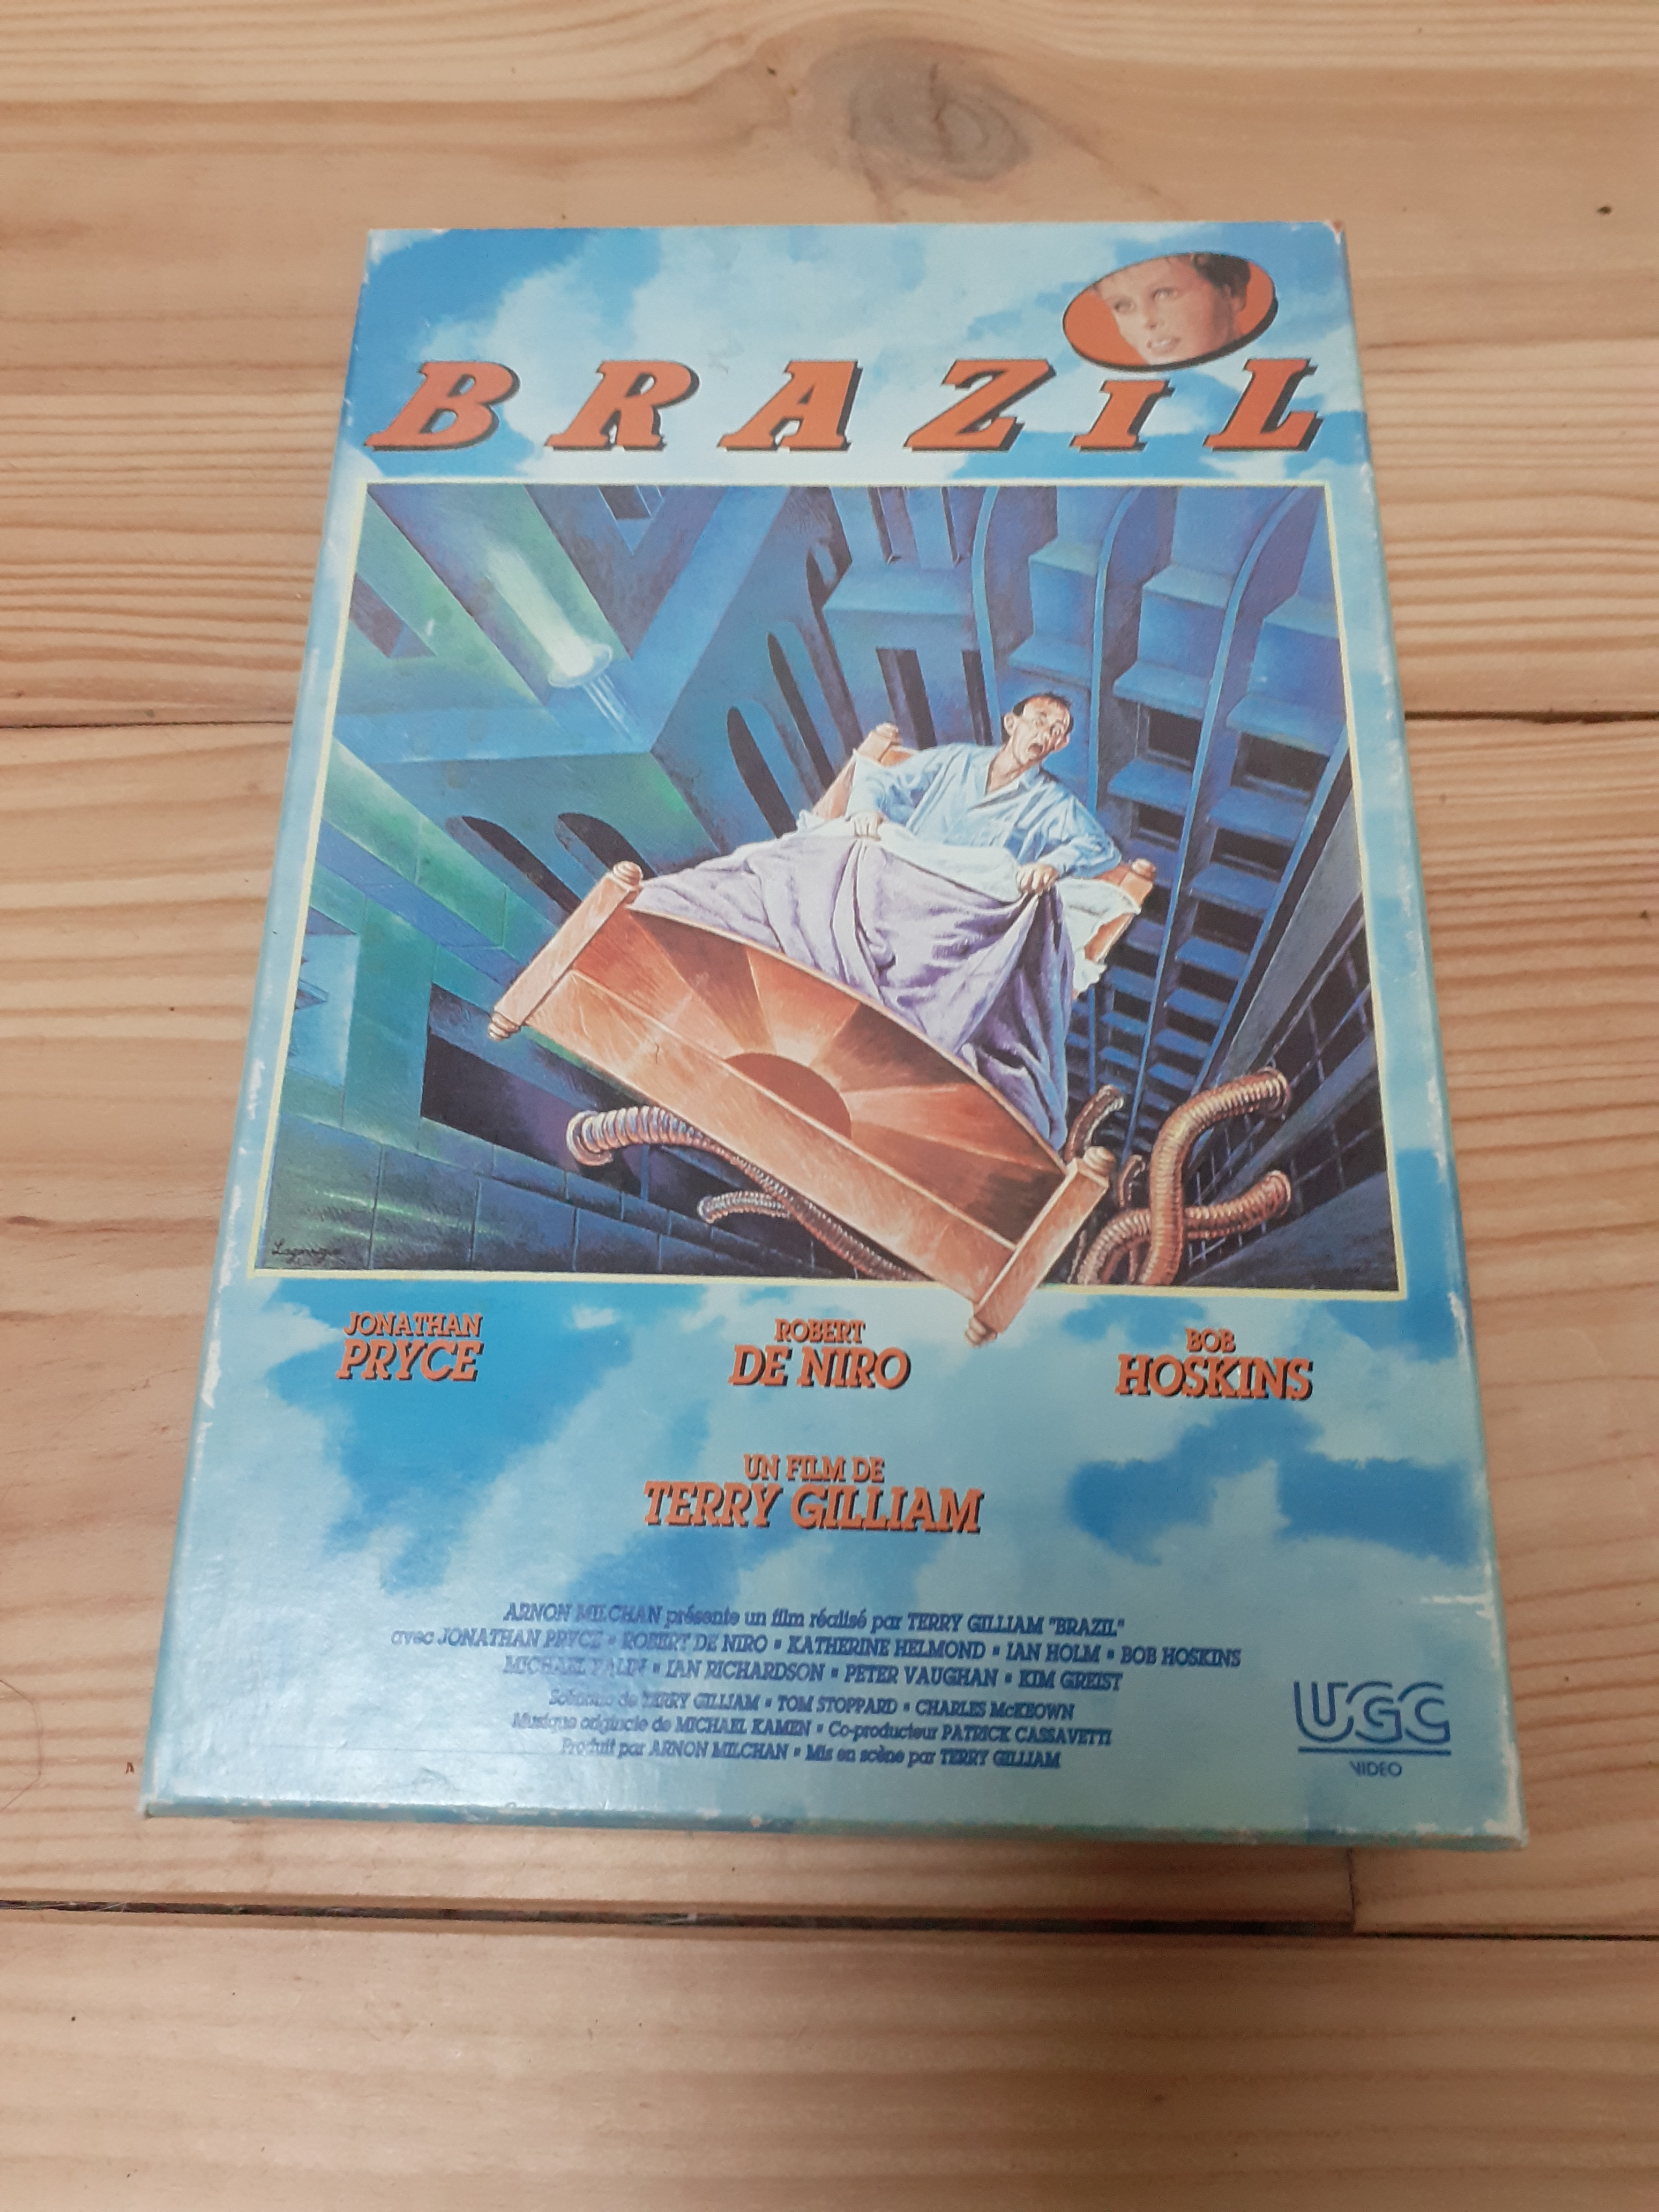 BRAZiL
JONATHAN
PRYCE
ROBERT
DE NIRO
BOB
HOSKINS
UN FILM DE
TERRY GILLIAM
ARNON MILCHAN présente un film réalisé par TERRY GILLIAM "BRAZIL"
avec JONATHAN PRYCE ▪ ROBERT DE NIRO ▪ KATHERINE HELMOND ▪ IAN HOLM ▪ BOB HOSKINS
MICHAEL PALIN ▪ IAN RICHARDSON ▪ PETER VAUGHAN ▪ KIM GREIST
de TERRY GILLIAM ▪ TOM STOPPARD ▪ CHARLES McKEOWN
Musique originale de MICHAEL KAMEN ▪ Co-producteur PATRICK CASSAVETTI
Produit par ARNON MILCHAN ▪ Mis en scène par TERRY GILLIAM
UGC
VIDEO